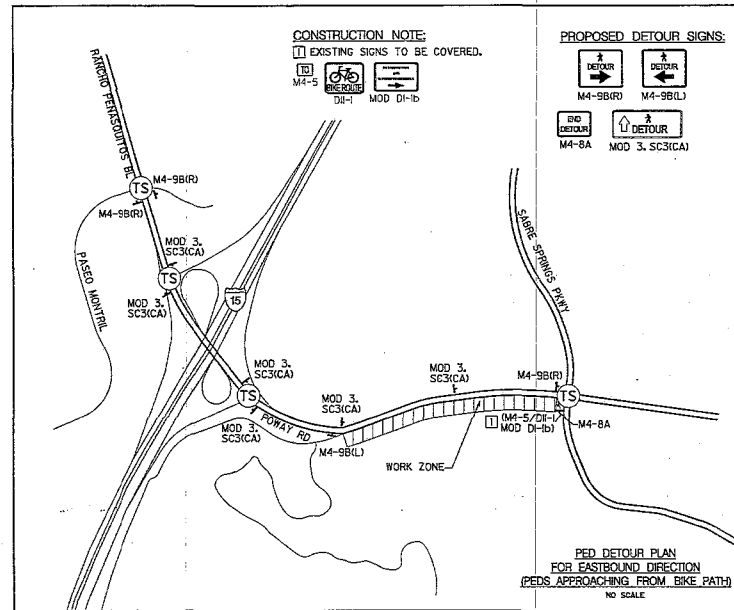 CONSTRUCTION NOTE:
1 EXISTING SIGNS TO BE COVERED.
TO
M4-5
BIKE ROUTE
D11-1
MOD D1-1b
PROPOSED DETOUR SIGNS:
DETOUR
M4-9B(R)
DETOUR
M4-9B(L)
END
DETOUR
M4-8A
DETOUR
MOD 3. SC3(CA)
RANCHO PENASQUITOS BL
M4-9B(R)
TS
M4-9B(R)
PASEO MONTRIL
MOD 3.
SC3(CA)
TS
MOD 3.
SC3(CA)
15
MOD 3.
SC3(CA)
TS
MOD 3.
SC3(CA)
POWAY RD
MOD 3.
SC3(CA)
M4-9B(L)
MOD 3.
SC3(CA)
WORK ZONE
SABRE SPRINGS PKWY
M4-9B(R)
TS
1 (M4-5/D11-1
MOD D1-1b)
M4-8A
PED DETOUR PLAN
FOR EASTBOUND DIRECTION
(PEDS APPROACHING FROM BIKE PATH)
NO SCALE